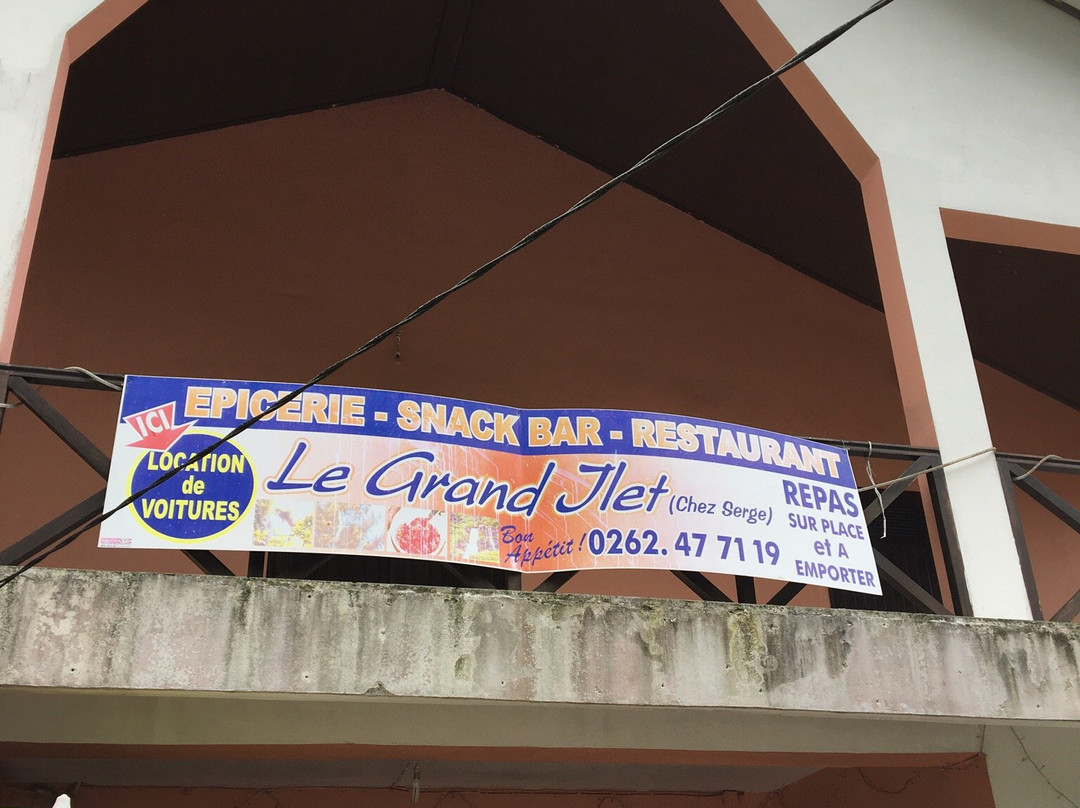 EPICERIE - SNACK BAR - RESTAURANT
ICI
LOCATION
de
VOITURES
Le Grand Ilet (Chez Serge)
Bon
Appétit !
0262. 47 71 19
REPAS
SUR PLACE
et A
EMPORTER